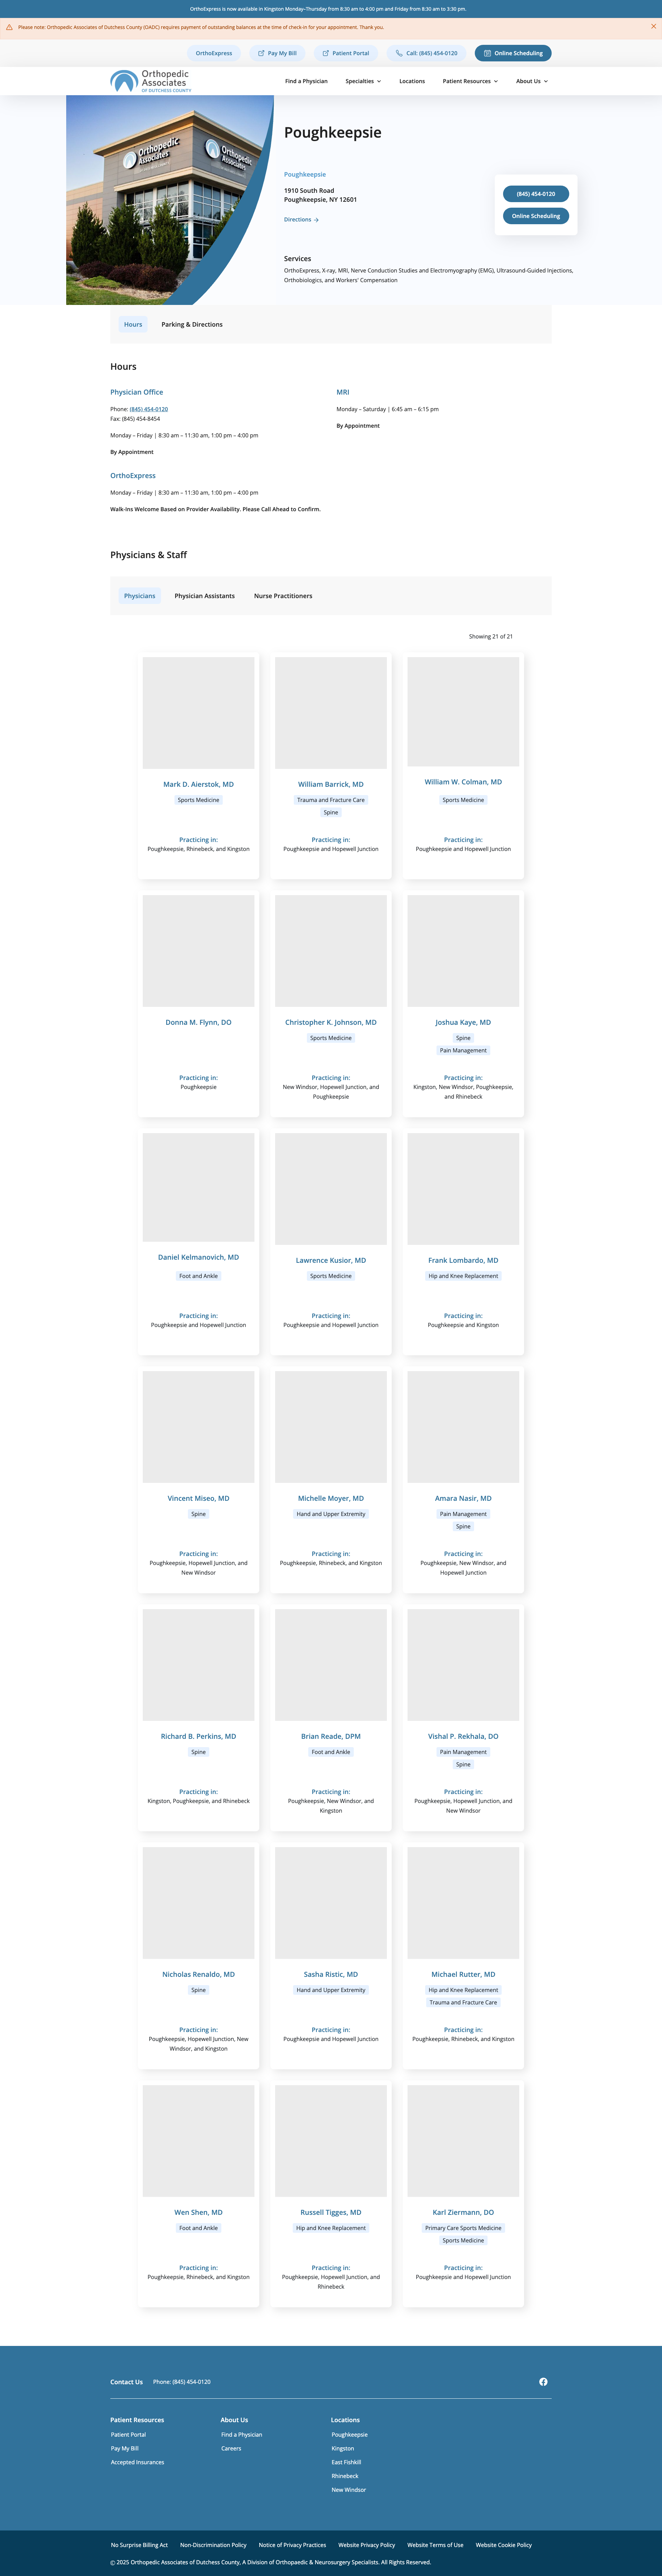 OrthoExpress is now available in Kingston Monday–Thursday from 8:30 am to 4:00 pm and Friday from 8:30 am to 3:30 pm.
Please note: Orthopedic Associates of Dutchess County (OADC) requires payment of outstanding balances at the time of check-in for your appointment. Thank you.
OrthoExpress
Pay My Bill
Patient Portal
Call: (845) 454-0120
Online Scheduling
Orthopedic
Associates
OF DUTCHESS COUNTY
Find a Physician
Specialties
Locations
Patient Resources
About Us
Orthopedic
Associates
Orthopedic
Associates
Poughkeepsie
Poughkeepsie
1910 South Road
Poughkeepsie, NY 12601
Directions
(845) 454-0120
Online Scheduling
Services
OrthoExpress, X-ray, MRI, Nerve Conduction Studies and Electromyography (EMG), Ultrasound-Guided Injections,
Orthobiologics, and Workers' Compensation
Hours
Parking & Directions
Hours
Physician Office
Phone: (845) 454-0120
Fax: (845) 454-8454
Monday – Friday | 8:30 am – 11:30 am, 1:00 pm – 4:00 pm
By Appointment
MRI
Monday – Saturday | 6:45 am – 6:15 pm
By Appointment
OrthoExpress
Monday – Friday | 8:30 am – 11:30 am, 1:00 pm – 4:00 pm
Walk-Ins Welcome Based on Provider Availability. Please Call Ahead to Confirm.
Physicians & Staff
Physicians
Physician Assistants
Nurse Practitioners
Showing 21 of 21
Mark D. Aierstok, MD
Sports Medicine
Practicing in:
Poughkeepsie, Rhinebeck, and Kingston
William Barrick, MD
Trauma and Fracture Care
Spine
Practicing in:
Poughkeepsie and Hopewell Junction
William W. Colman, MD
Sports Medicine
Practicing in:
Poughkeepsie and Hopewell Junction
Donna M. Flynn, DO
Practicing in:
Poughkeepsie
Christopher K. Johnson, MD
Sports Medicine
Practicing in:
New Windsor, Hopewell Junction, and
Poughkeepsie
Joshua Kaye, MD
Spine
Pain Management
Practicing in:
Kingston, New Windsor, Poughkeepsie,
and Rhinebeck
Daniel Kelmanovich, MD
Foot and Ankle
Practicing in:
Poughkeepsie and Hopewell Junction
Lawrence Kusior, MD
Sports Medicine
Practicing in:
Poughkeepsie and Hopewell Junction
Frank Lombardo, MD
Hip and Knee Replacement
Practicing in:
Poughkeepsie and Kingston
Vincent Miseo, MD
Spine
Practicing in:
Poughkeepsie, Hopewell Junction, and
New Windsor
Michelle Moyer, MD
Hand and Upper Extremity
Practicing in:
Poughkeepsie, Rhinebeck, and Kingston
Amara Nasir, MD
Pain Management
Spine
Practicing in:
Poughkeepsie, New Windsor, and
Hopewell Junction
Richard B. Perkins, MD
Spine
Practicing in:
Kingston, Poughkeepsie, and Rhinebeck
Brian Reade, DPM
Foot and Ankle
Practicing in:
Poughkeepsie, New Windsor, and
Kingston
Vishal P. Rekhala, DO
Pain Management
Spine
Practicing in:
Poughkeepsie, Hopewell Junction, and
New Windsor
Nicholas Renaldo, MD
Spine
Practicing in:
Poughkeepsie, Hopewell Junction, New
Windsor, and Kingston
Sasha Ristic, MD
Hand and Upper Extremity
Practicing in:
Poughkeepsie and Hopewell Junction
Michael Rutter, MD
Hip and Knee Replacement
Trauma and Fracture Care
Practicing in:
Poughkeepsie, Rhinebeck, and Kingston
Wen Shen, MD
Foot and Ankle
Practicing in:
Poughkeepsie, Rhinebeck, and Kingston
Russell Tigges, MD
Hip and Knee Replacement
Practicing in:
Poughkeepsie, Hopewell Junction, and
Rhinebeck
Karl Ziermann, DO
Primary Care Sports Medicine
Sports Medicine
Practicing in:
Poughkeepsie and Hopewell Junction
Contact Us
Phone: (845) 454-0120
Patient Resources
Patient Portal
Pay My Bill
Accepted Insurances
About Us
Find a Physician
Careers
Locations
Poughkeepsie
Kingston
East Fishkill
Rhinebeck
New Windsor
No Surprise Billing Act
Non-Discrimination Policy
Notice of Privacy Practices
Website Privacy Policy
Website Terms of Use
Website Cookie Policy
© 2025 Orthopedic Associates of Dutchess County, A Division of Orthopaedic & Neurosurgery Specialists. All Rights Reserved.